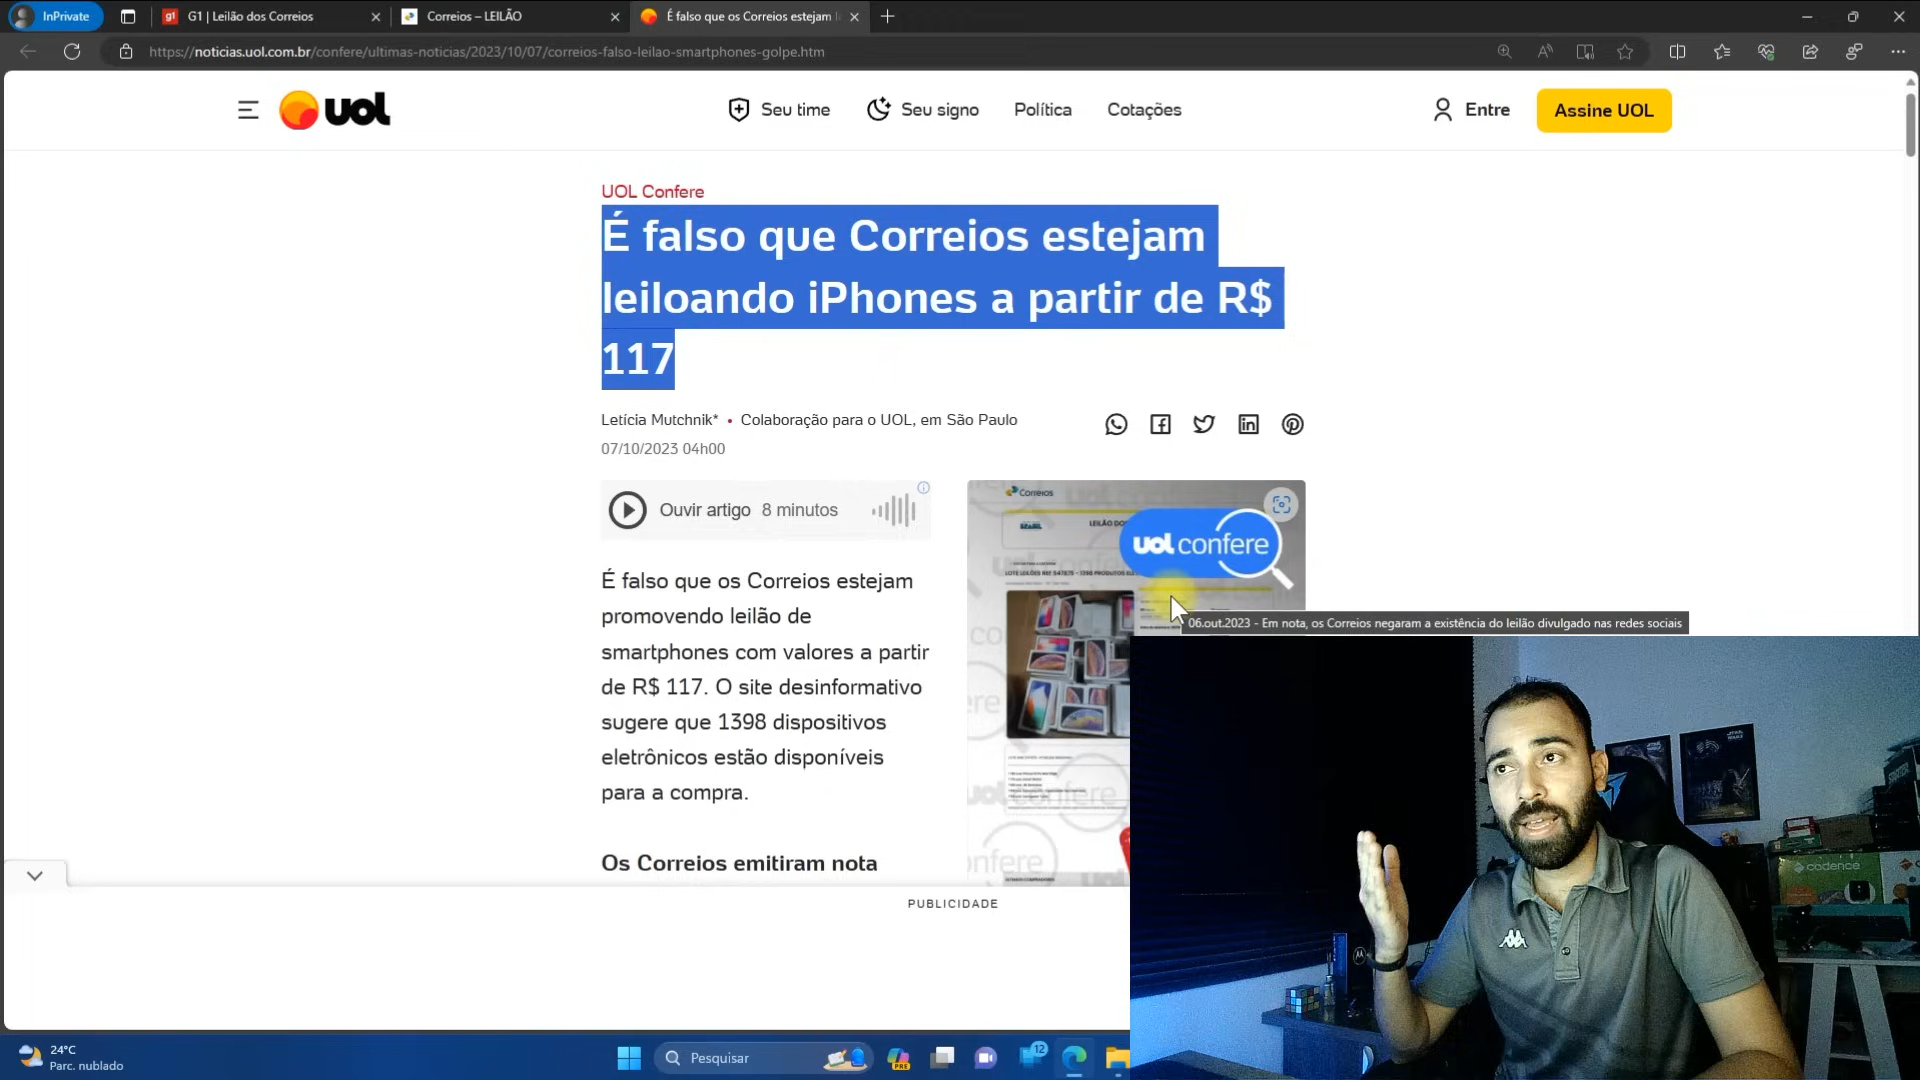 InPrivate
G1 | Leilão dos Correios
Correios – LEILÃO
É falso que os Correios estejam l
https://noticias.uol.com.br/confere/ultimas-noticias/2023/10/07/correios-falso-leilao-smartphones-golpe.htm
uol
Seu time
Seu signo
Política
Cotações
Entre
Assine UOL
UOL Confere
É falso que Correios estejam
leiloando iPhones a partir de R$
117
Letícia Mutchnik* • Colaboração para o UOL, em São Paulo
07/10/2023 04h00
Ouvir artigo 8 minutos
Correios
uol confere
06.out.2023 - Em nota, os Correios negaram a existência do leilão divulgado nas redes sociais
É falso que os Correios estejam
promovendo leilão de
smartphones com valores a partir
de R$ 117. O site desinformativo
sugere que 1398 dispositivos
eletrônicos estão disponíveis
para a compra.
Os Correios emitiram nota
PUBLICIDADE
cadence
24°C
Parc. nublado
Pesquisar
PRE
12